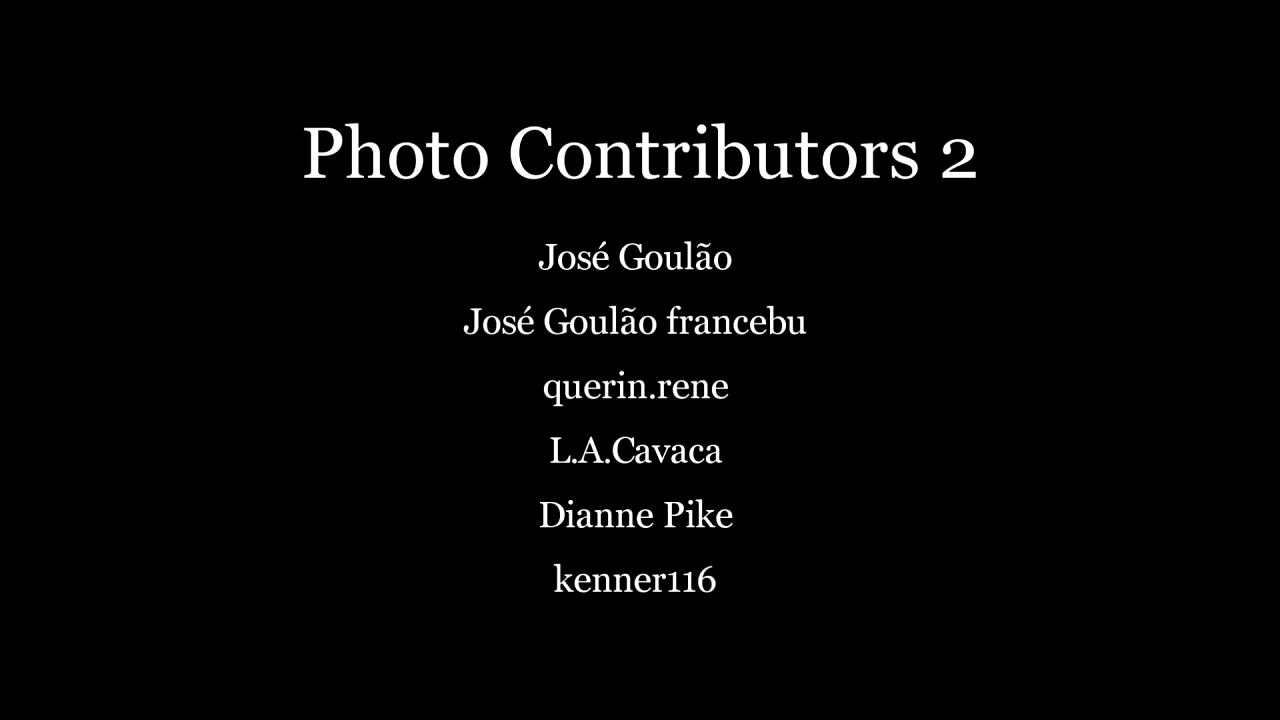 Photo Contributors 2
José Goulão
José Goulão francebu
querin.rene
L.A.Cavaca
Dianne Pike
kenner116